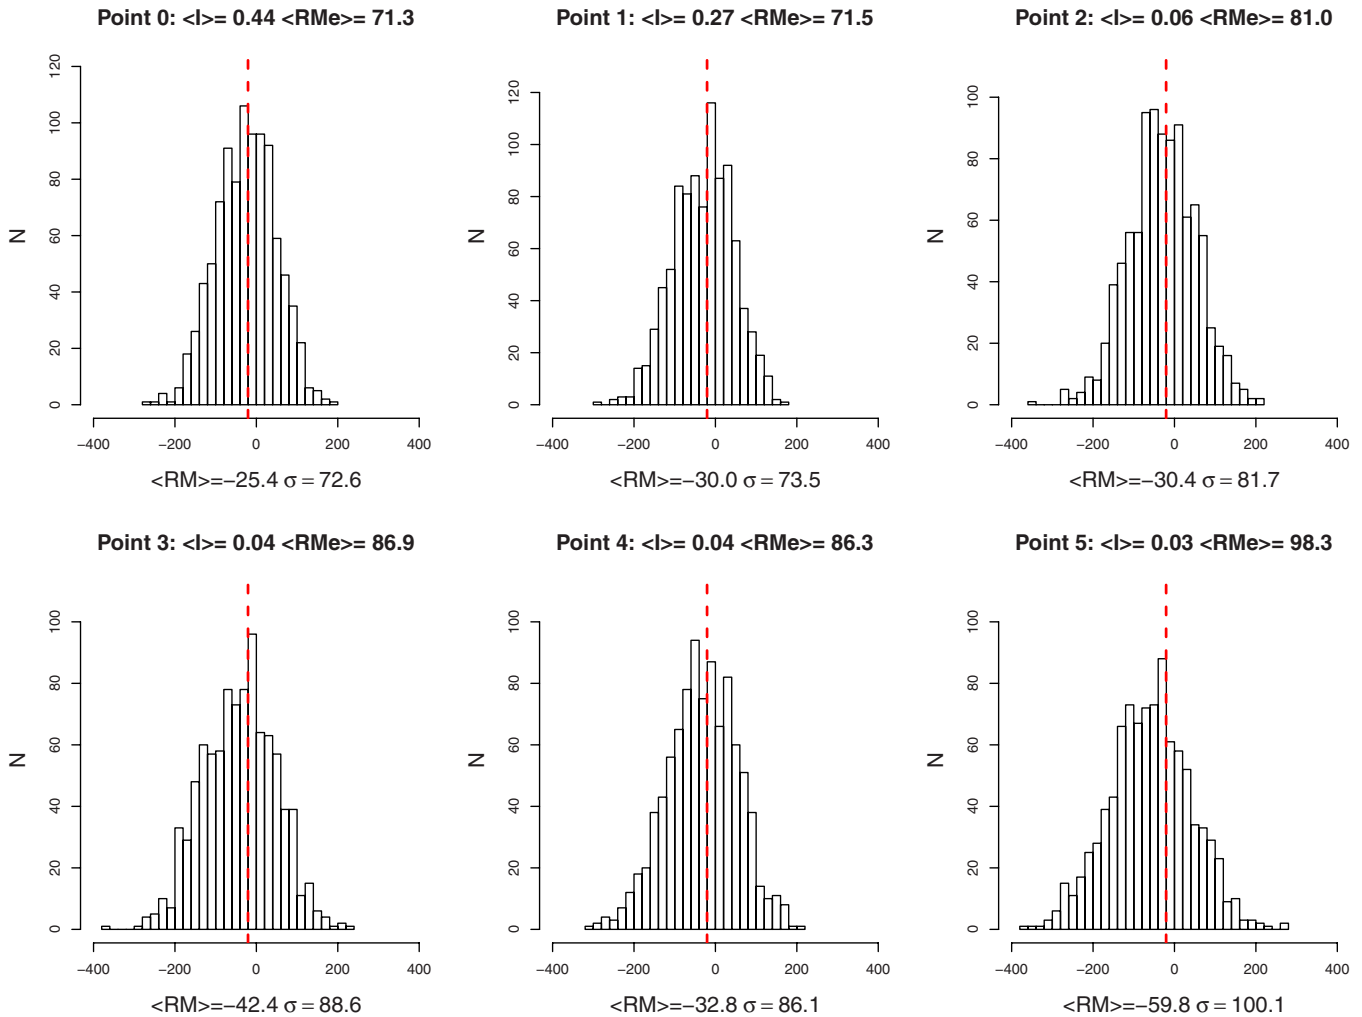 Point 0: <I>= 0.44 <RMe>= 71.3
N
0 20 40 60 80 100 120
−400 −200 0 200 400
<RM>=−25.4 σ = 72.6
Point 1: <I>= 0.27 <RMe>= 71.5
N
0 20 40 60 80 100 120
−400 −200 0 200 400
<RM>=−30.0 σ = 73.5
Point 2: <I>= 0.06 <RMe>= 81.0
N
0 20 40 60 80 100
−400 −200 0 200 400
<RM>=−30.4 σ = 81.7
Point 3: <I>= 0.04 <RMe>= 86.9
N
0 20 40 60 80 100
−400 −200 0 200 400
<RM>=−42.4 σ = 88.6
Point 4: <I>= 0.04 <RMe>= 86.3
N
0 20 40 60 80 100
−400 −200 0 200 400
<RM>=−32.8 σ = 86.1
Point 5: <I>= 0.03 <RMe>= 98.3
N
0 20 40 60 80 100
−400 −200 0 200 400
<RM>=−59.8 σ = 100.1